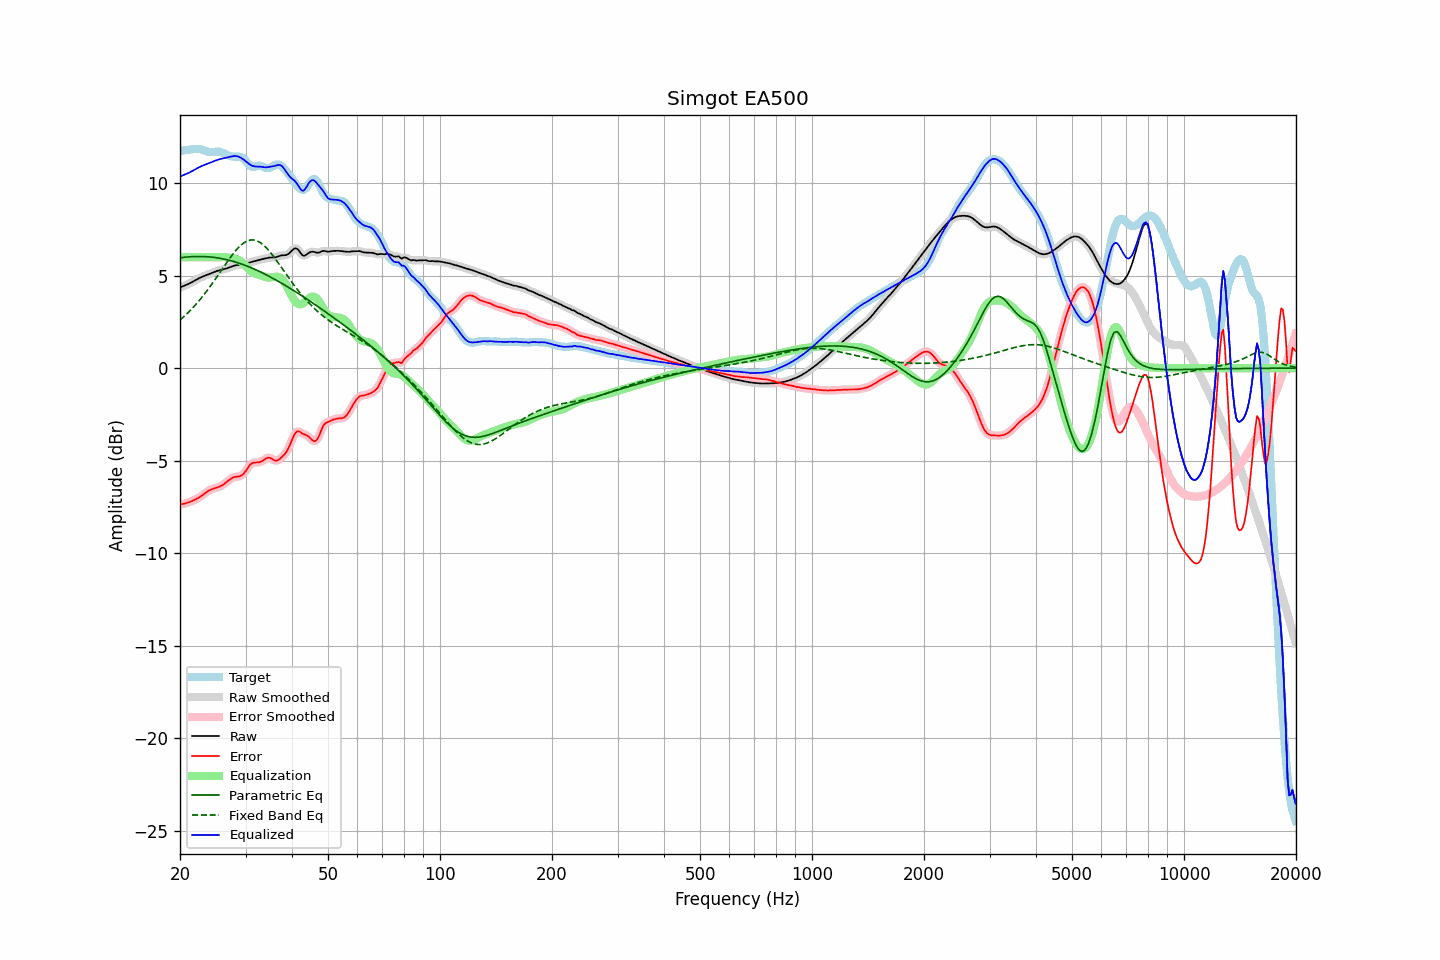 Simgot EA500
Amplitude (dBr)
10
5
0
−5
−10
−15
−20
−25
Target
Raw Smoothed
Error Smoothed
Raw
Error
Equalization
Parametric Eq
Fixed Band Eq
Equalized
20 50 100 200 500 1000 2000 5000 10000 20000
Frequency (Hz)